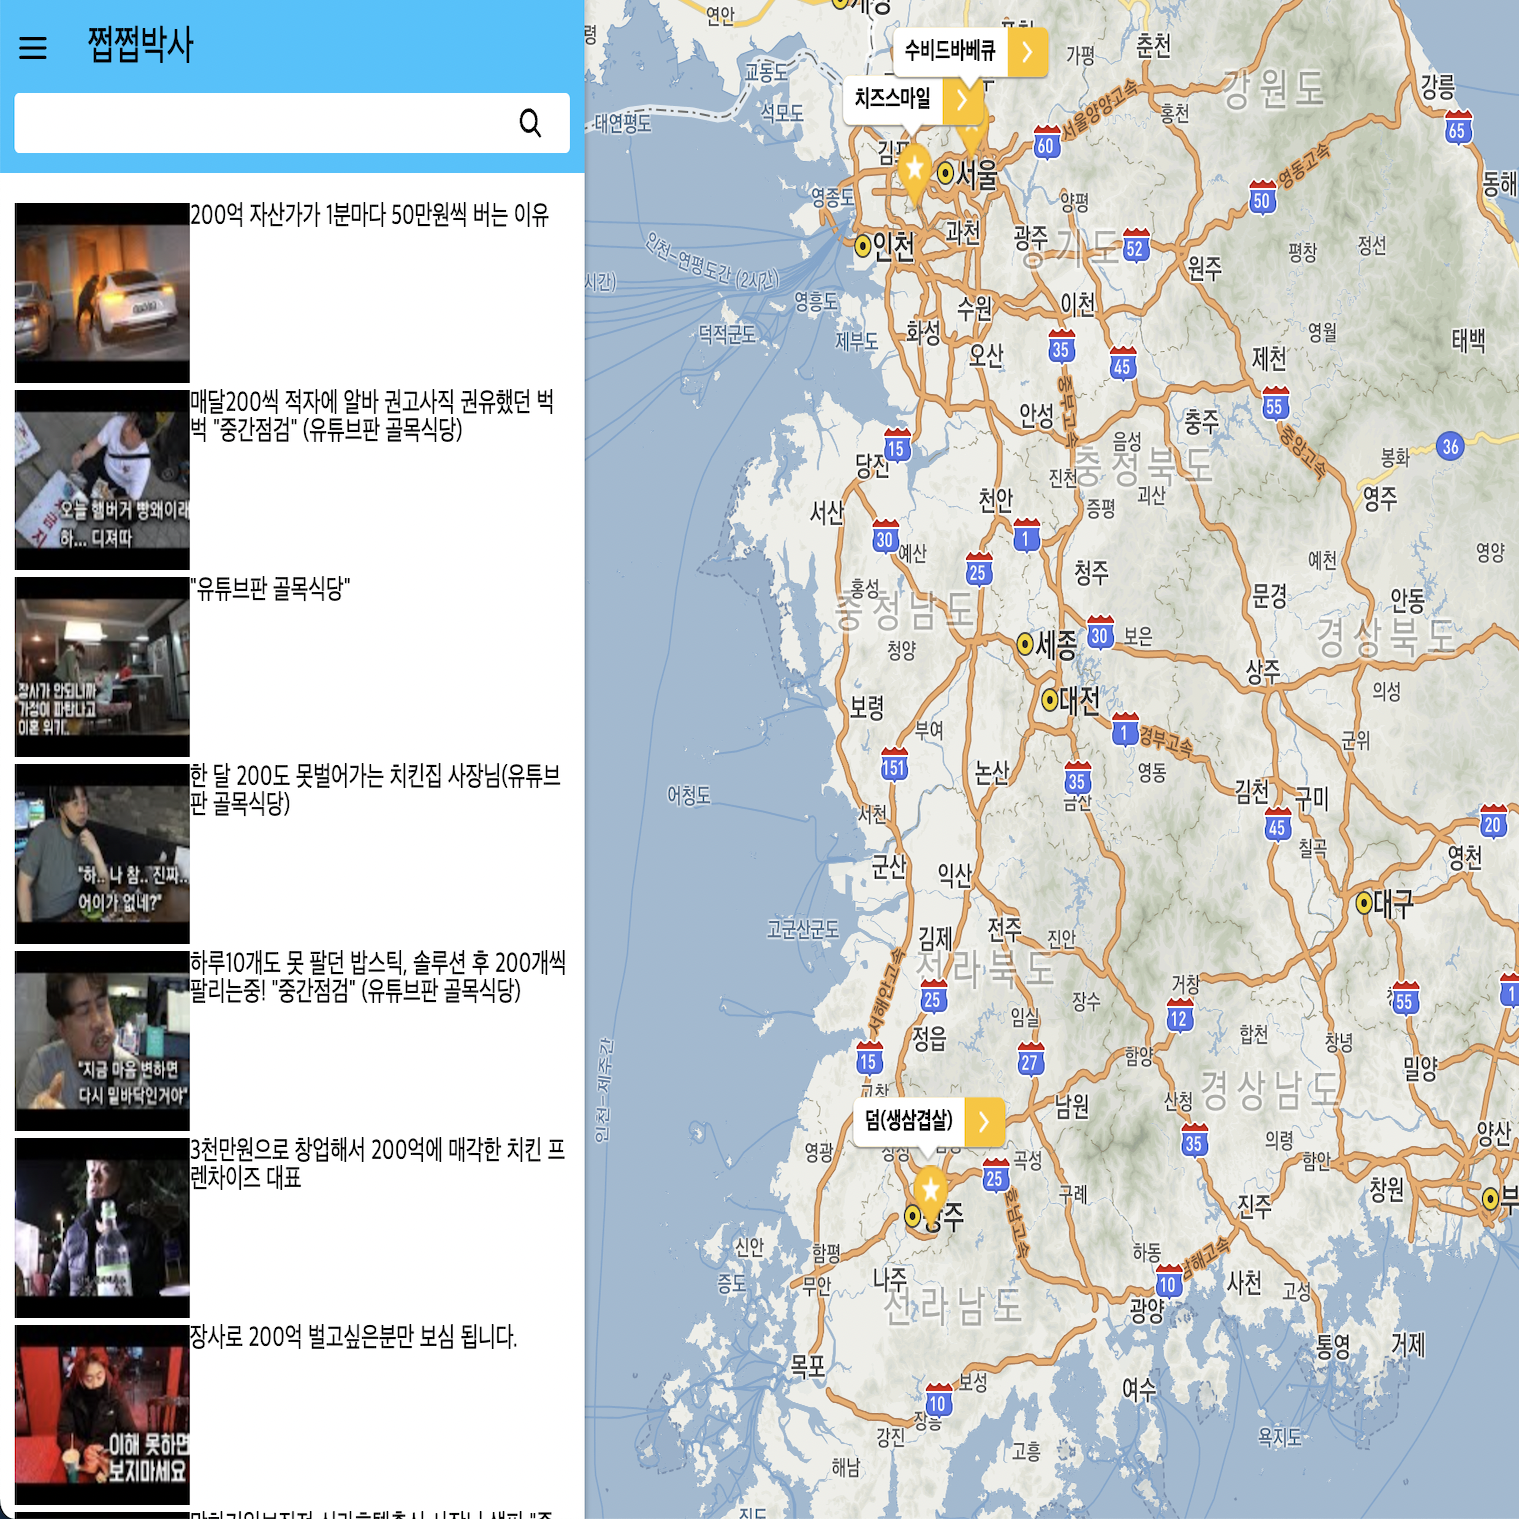 쩝쩝박사
200억 자산가가 1분마다 50만원씩 버는 이유
매달200씩 적자에 알바 권고사직 권유했던 벅
벅 "중간점검" (유튜브판 골목식당)
오늘 햄버거 빵왜이래
하... 디져따
"유튜브판 골목식당"
장사가 안되니까
가정이 파탄나고
이혼 위기..
한 달 200도 못벌어가는 치킨집 사장님(유튜브
판 골목식당)
"하.. 나 참.. 진짜..
어이가 없네?"
하루10개도 못 팔던 밥스틱, 솔루션 후 200개씩
팔리는중! "중간점검" (유튜브판 골목식당)
"지금 마음 변하면
다시 밑바닥인거야"
3천만원으로 창업해서 200억에 매각한 치킨 프
렌차이즈 대표
장사로 200억 벌고싶은분만 보심 됩니다.
이해 못하면
보지마세요
연안
수비드바베큐
가평
춘천
강원도
강릉
교동도
치즈스마일
석모도
대연평도
홍천
서울양양고속
60
65
서울
영동고속
50
동해
영종도
양평
인천
과천
광주
경기도
52
원주
평창
정선
인천-연평도간 (2시간)
영흥도
수원
이천
덕적군도
제부도
화성
오산
35
45
제천
영월
태백
55
안성
충주
중부고속
15
당진
음성
충청북도
중앙고속
봉화
36
서산
천안
진천
증평
괴산
영주
30
예산
1
25
청주
예천
영양
홍성
충청남도
문경
안동
세종
30
보은
경상북도
청양
상주
의성
대전
보령
부여
1
경부고속
군위
151
논산
35
영동
금산
김천
구미
어청도
서천
45
20
칠곡
군산
익산
영천
대구
고군산군도
김제
전주
진안
전라북도
서해안고속
25
장수
거창
55
1
임실
12
정읍
합천
창녕
15
27
함양
밀양
인천-제주간
고창
경상남도
덤(생삼겹살)
남원
산청
양산
영광
곡성
35
의령
함안
25
구례
창원
진주
광주
호남고속
신안
함평
하동
남해고속
증도
무안
나주
10
사천
고성
전라남도
광양
통영
거제
목포
보성
여수
10
장흥
강진
고흥
욕지도
해남
진도